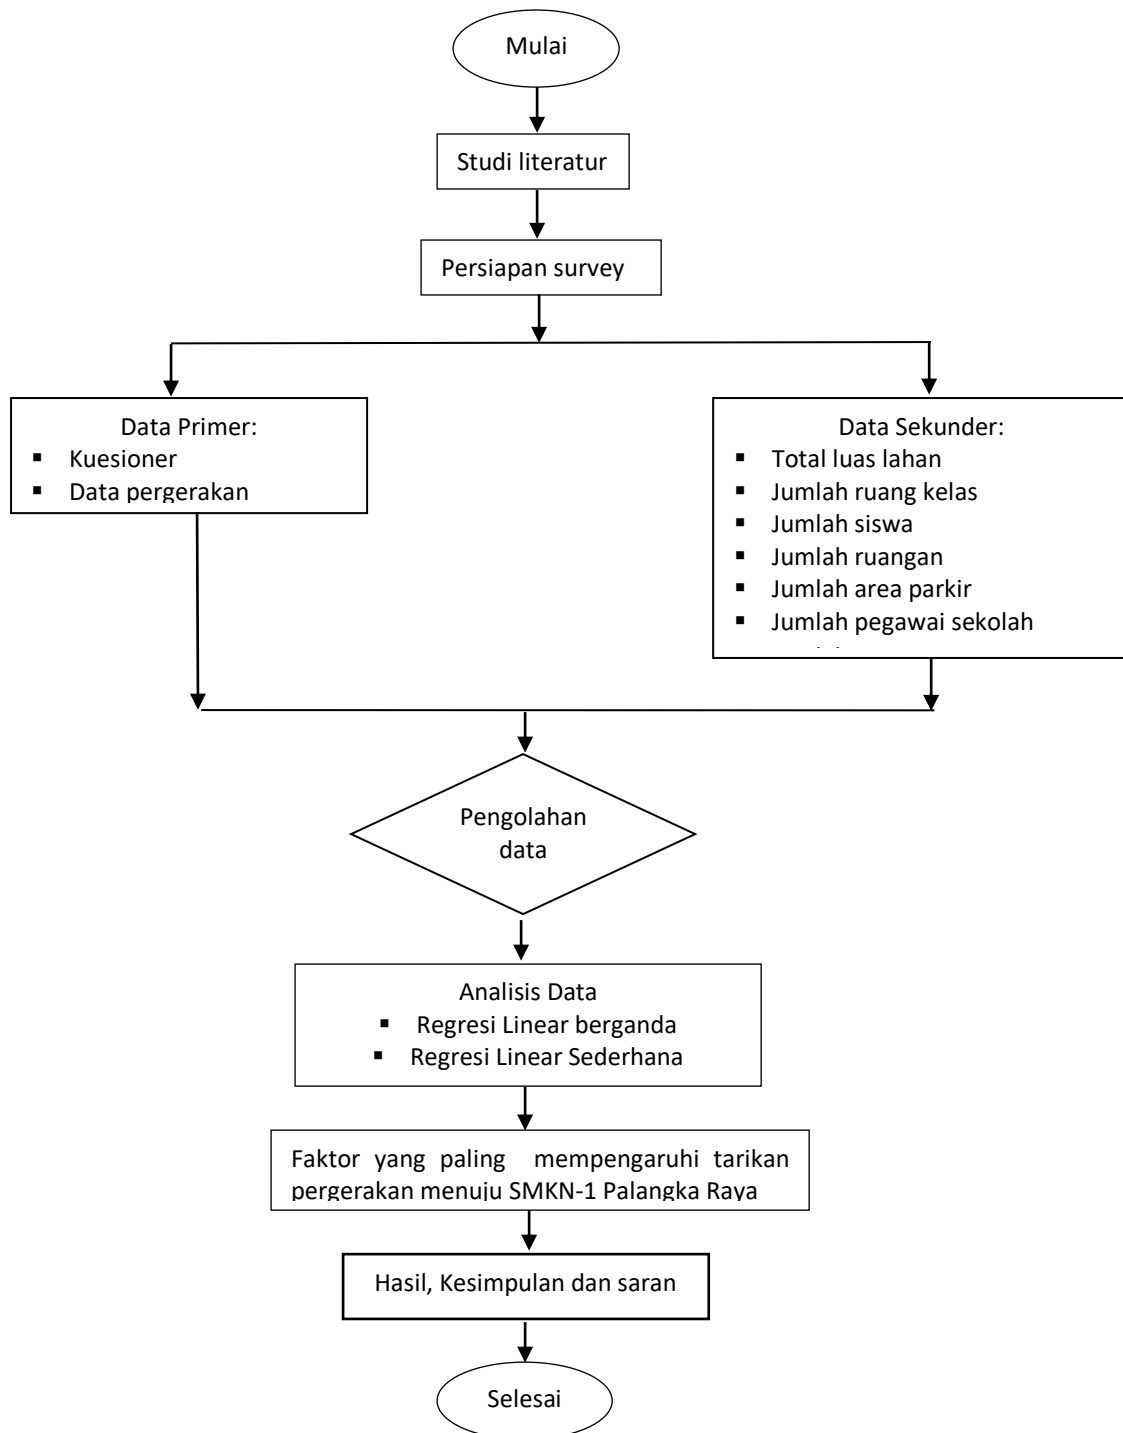 Mulai
Studi literatur
Persiapan survey
Data Primer:
▪ Kuesioner
▪ Data pergerakan
Data Sekunder:
▪ Total luas lahan
▪ Jumlah ruang kelas
▪ Jumlah siswa
▪ Jumlah ruangan
▪ Jumlah area parkir
▪ Jumlah pegawai sekolah
Pengolahan
data
Analisis Data
▪ Regresi Linear berganda
▪ Regresi Linear Sederhana
Faktor yang paling mempengaruhi tarikan
pergerakan menuju SMKN-1 Palangka Raya
Hasil, Kesimpulan dan saran
Selesai